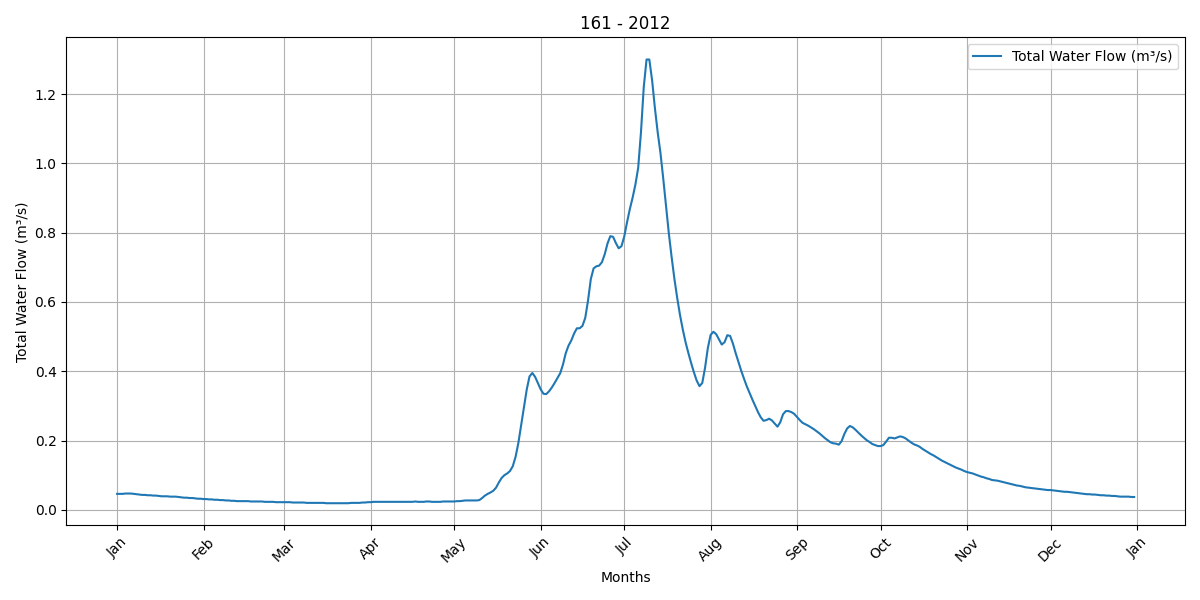 161 - 2012
Total Water Flow (m³/s)
Total Water Flow (m³/s)
1.2
1.0
0.8
0.6
0.4
0.2
0.0
Jan Feb Mar Apr May Jun Jul Aug Sep Oct Nov Dec Jan
Months